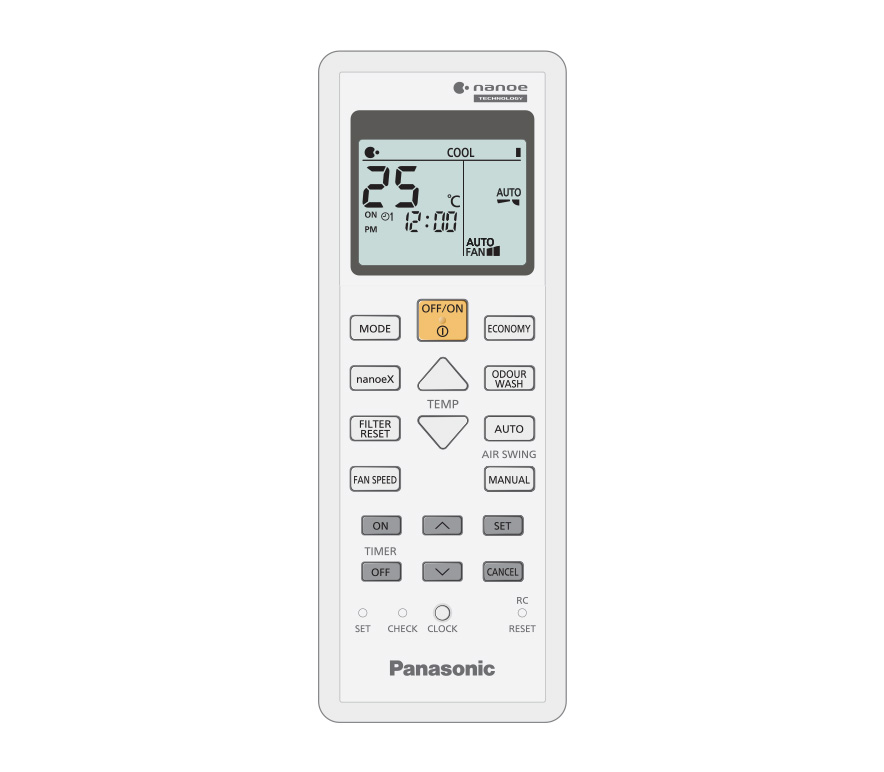 nanoe
TECHNOLOGY
COOL
25 °C
AUTO
ON 1 12:00
PM
AUTO
FAN
OFF/ON
MODE
ECONOMY
nanoeX
ODOUR
WASH
TEMP
FILTER
RESET
AUTO
AIR SWING
FAN SPEED
MANUAL
ON
SET
TIMER
OFF
CANCEL
RC
SET CHECK CLOCK RESET
Panasonic